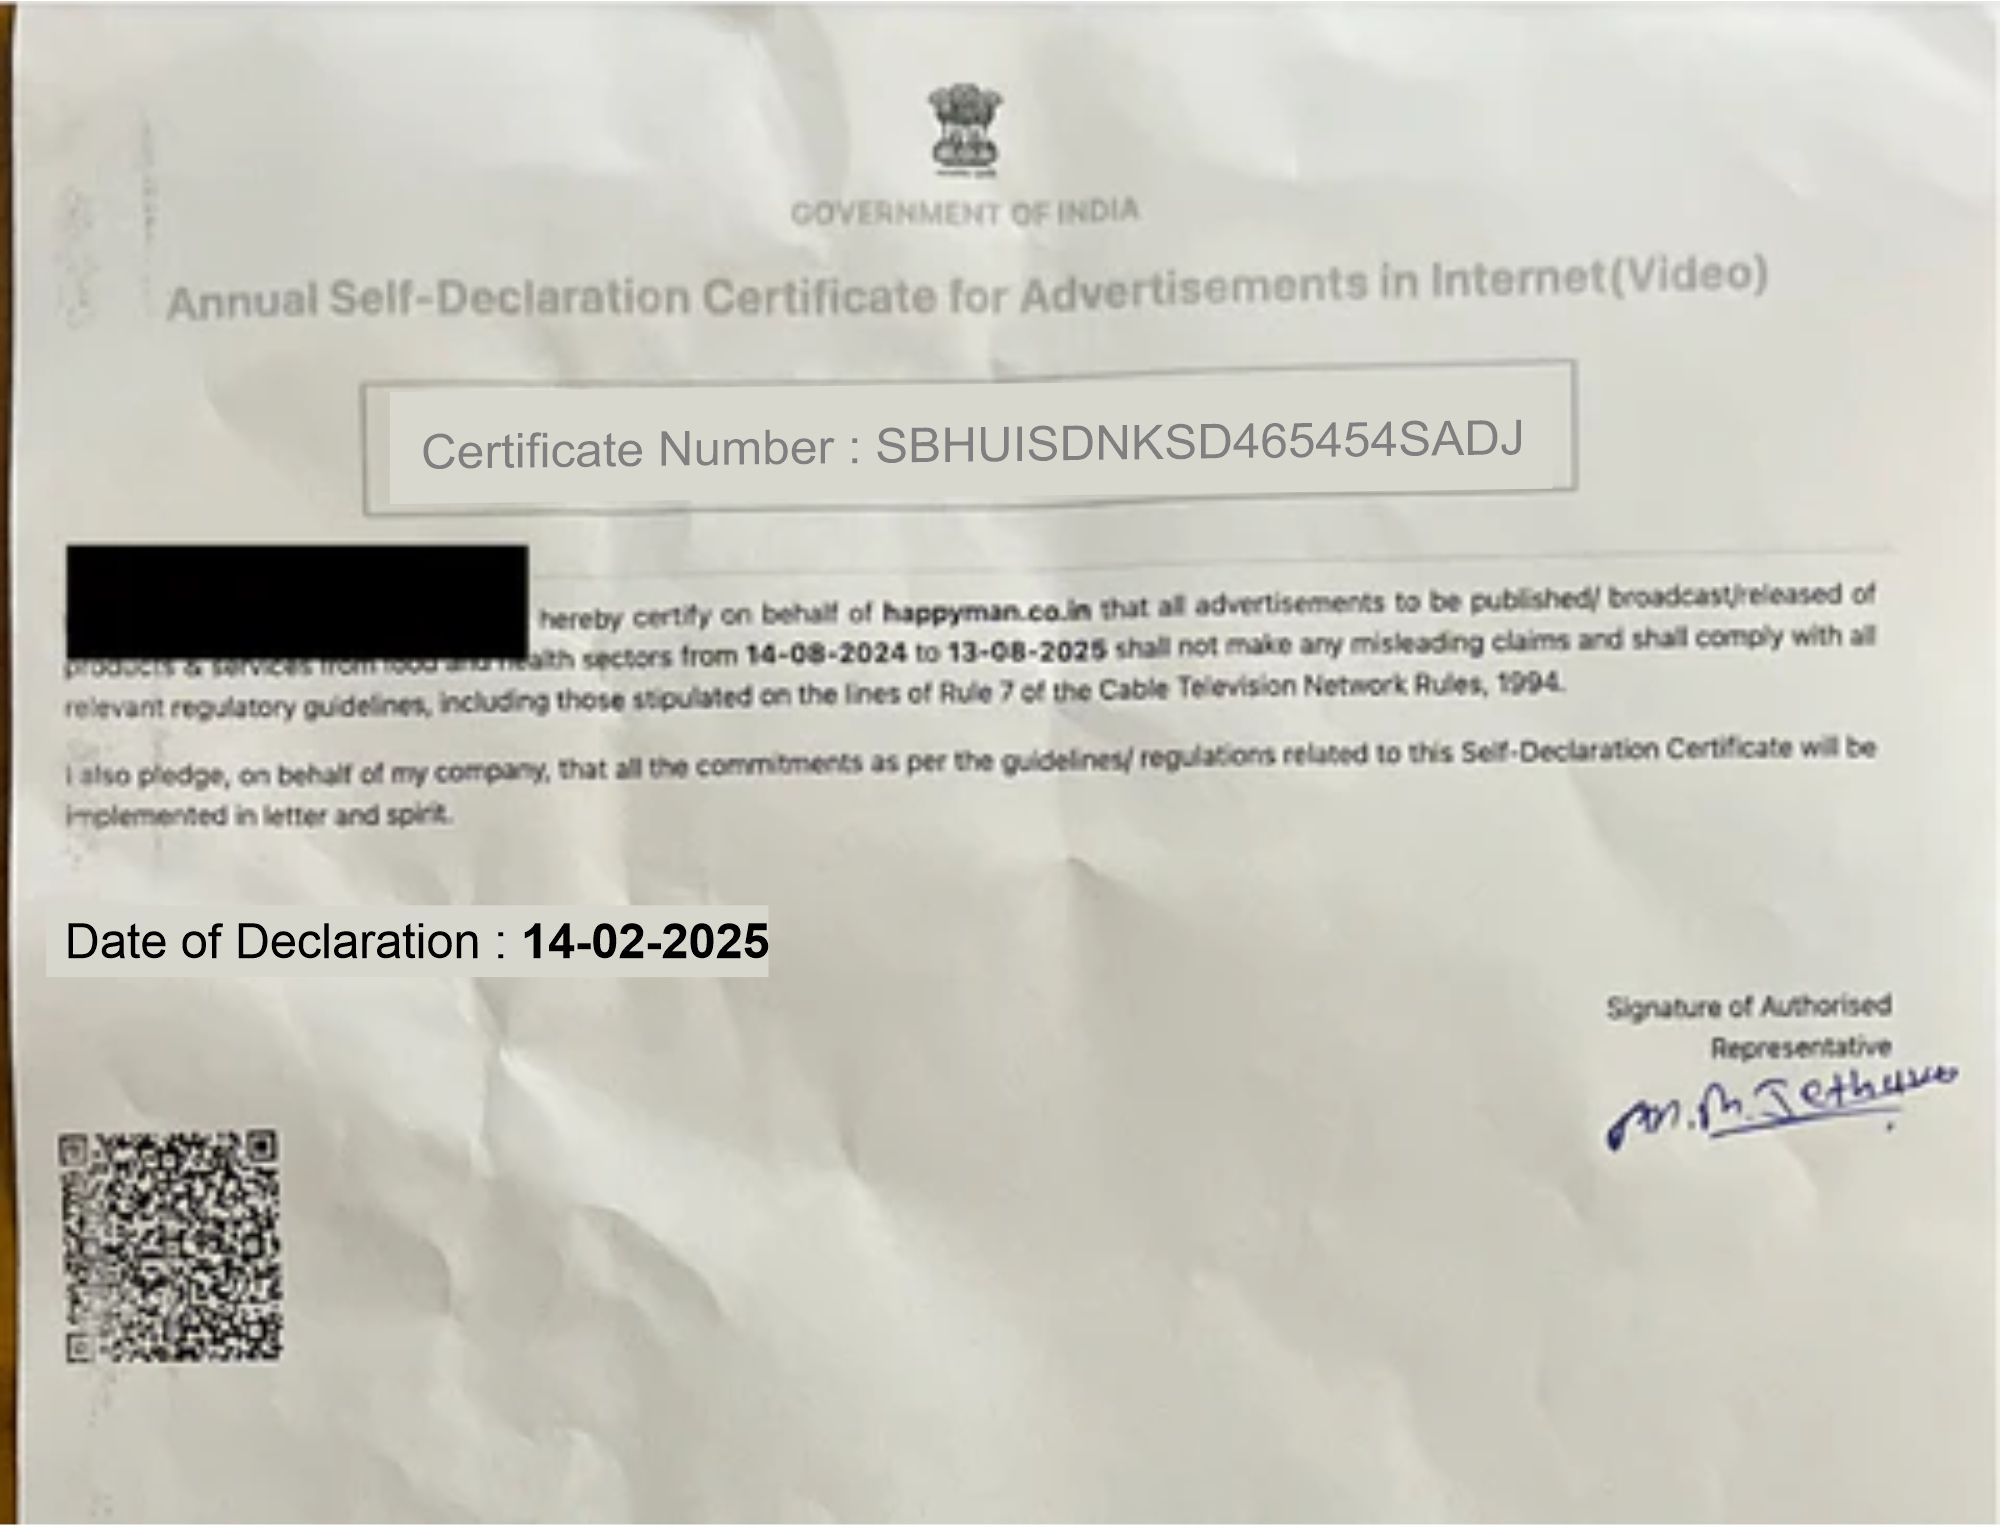 GOVERNMENT OF INDIA
Annual Self-Declaration Certificate for Advertisements in Internet(Video)
Certificate Number : SBHUISDNKSD465454SADJ
hereby certify on behalf of happyman.co.in that all advertisements to be published/ broadcast/released of
products & services from food and health sectors from 14-08-2024 to 13-08-2025 shall not make any misleading claims and shall comply with all
relevant regulatory guidelines, including those stipulated on the lines of Rule 7 of the Cable Television Network Rules, 1994.
I also pledge, on behalf of my company, that all the commitments as per the guidelines/ regulations related to this Self-Declaration Certificate will be
implemented in letter and spirit.
Date of Declaration : 14-02-2025
Signature of Authorised
Representative